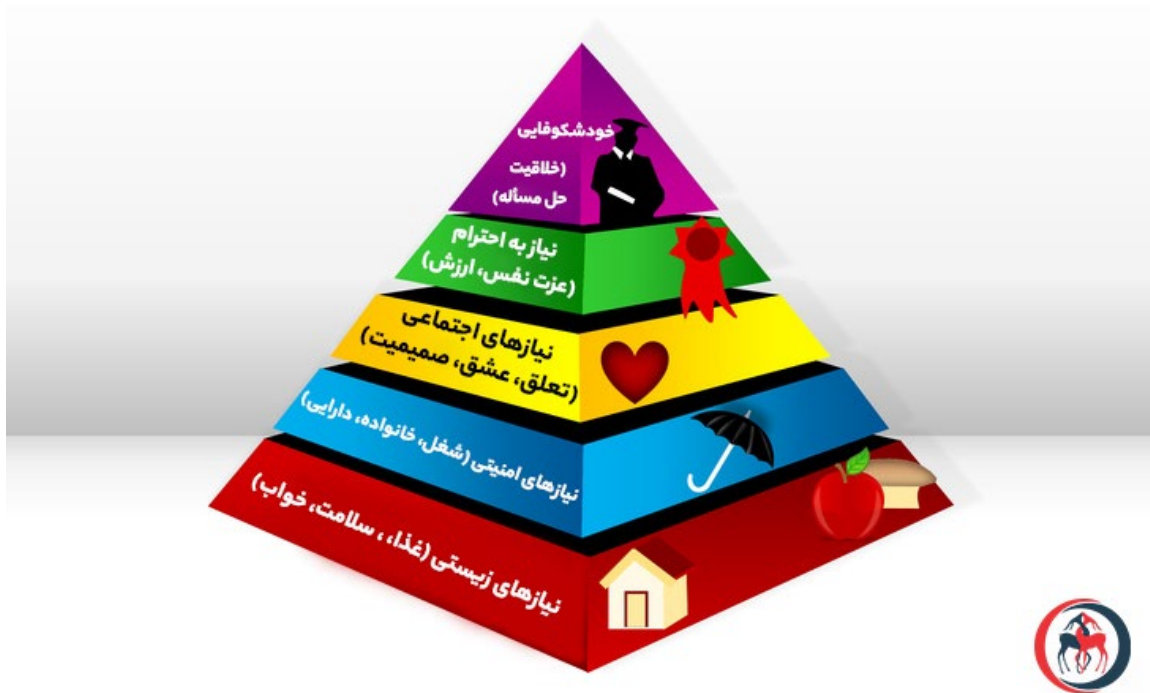 خودشکوفایی
(خلاقیت
حل مسأله)
نیاز به احترام
(عزت نفس، ارزش)
نیازهای اجتماعی
(تعلق، عشق، صمیمیت)
نیازهای امنیتی (شغل، خانواده، دارایی)
نیازهای زیستی (غذا، ، سلامت، خواب)